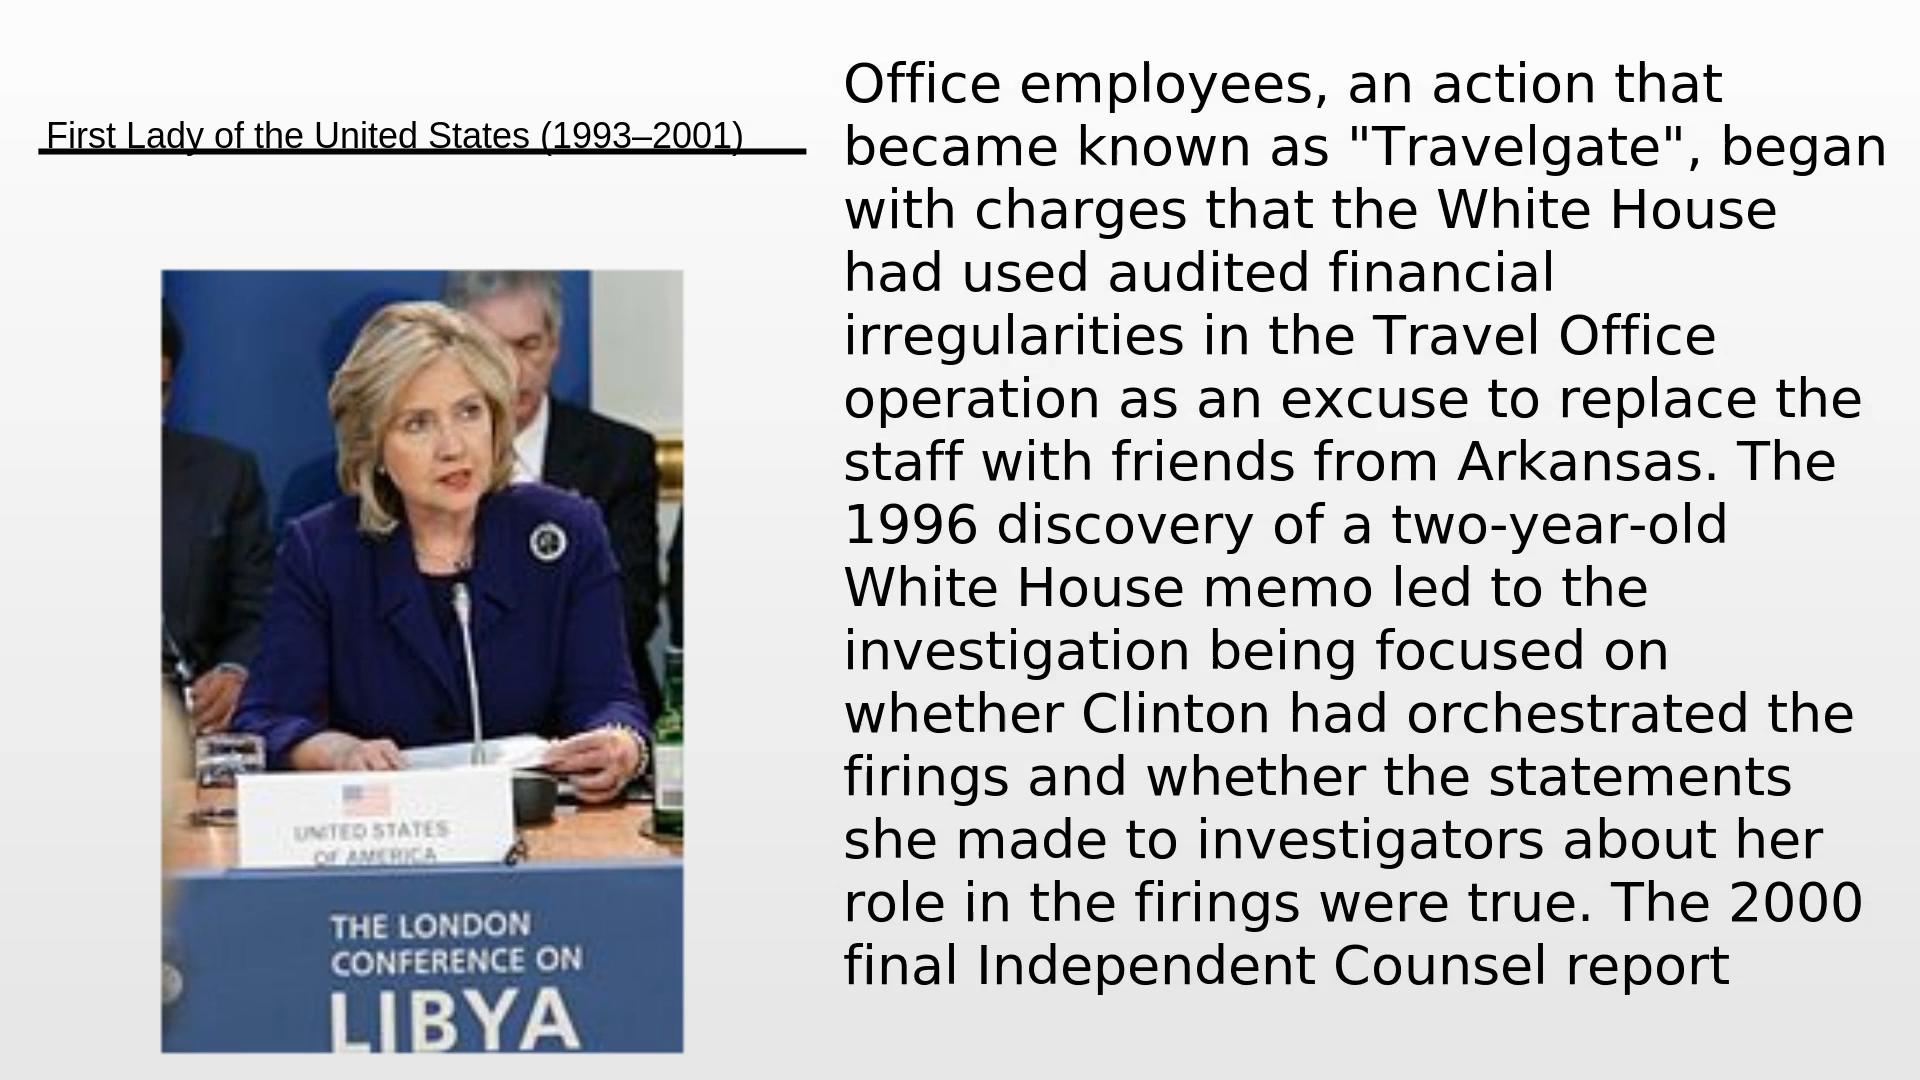 First Lady of the United States (1993–2001)
Office employees, an action that
became known as "Travelgate", began
with charges that the White House
had used audited financial
irregularities in the Travel Office
operation as an excuse to replace the
staff with friends from Arkansas. The
1996 discovery of a two-year-old
White House memo led to the
investigation being focused on
whether Clinton had orchestrated the
firings and whether the statements
she made to investigators about her
role in the firings were true. The 2000
final Independent Counsel report
UNITED STATES
OF AMERICA
THE LONDON
CONFERENCE ON
LIBYA